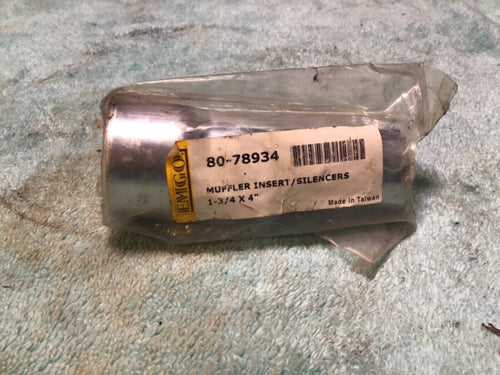 EMGO
80-78934
MUFFLER INSERT/SILENCERS
1-3/4 X 4"
Made in Taiwan